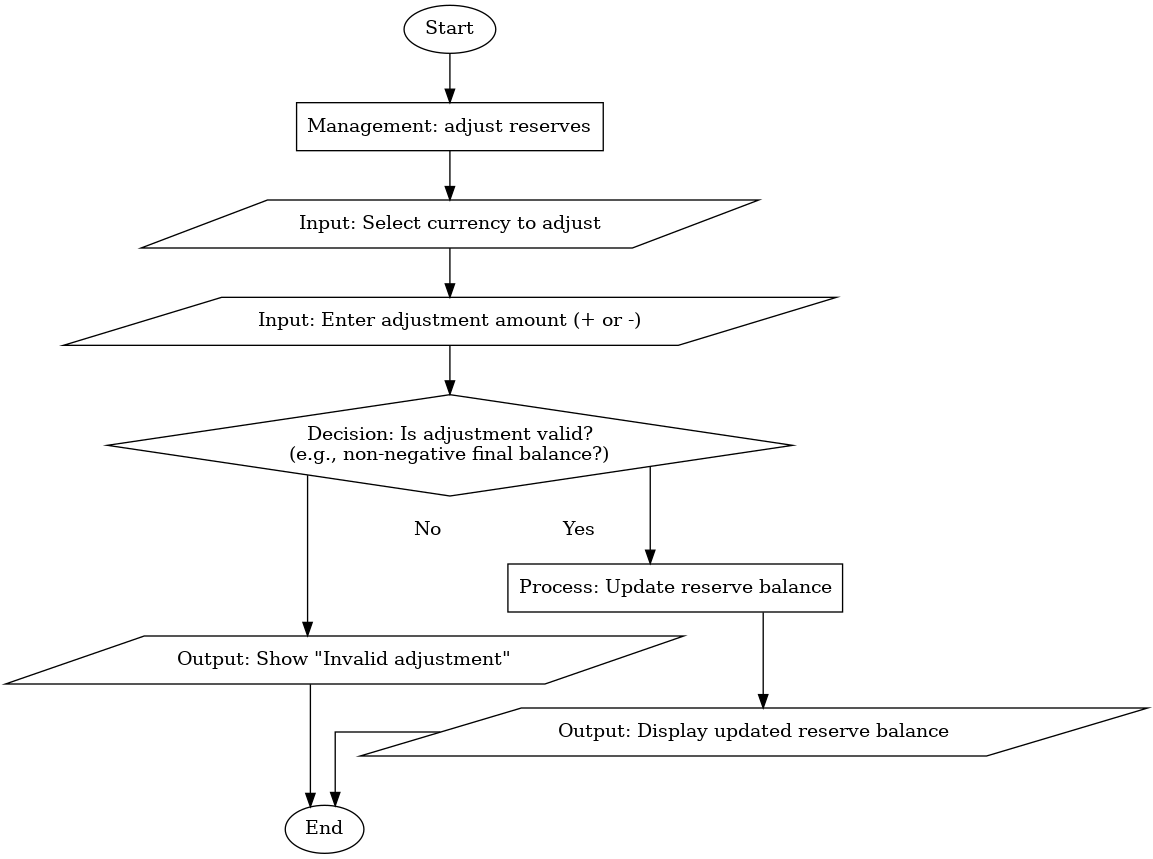 Start
Management: adjust reserves
Input: Select currency to adjust
Input: Enter adjustment amount (+ or -)
Decision: Is adjustment valid?
(e.g., non-negative final balance?)
No
Yes
Process: Update reserve balance
Output: Show "Invalid adjustment"
Output: Display updated reserve balance
End